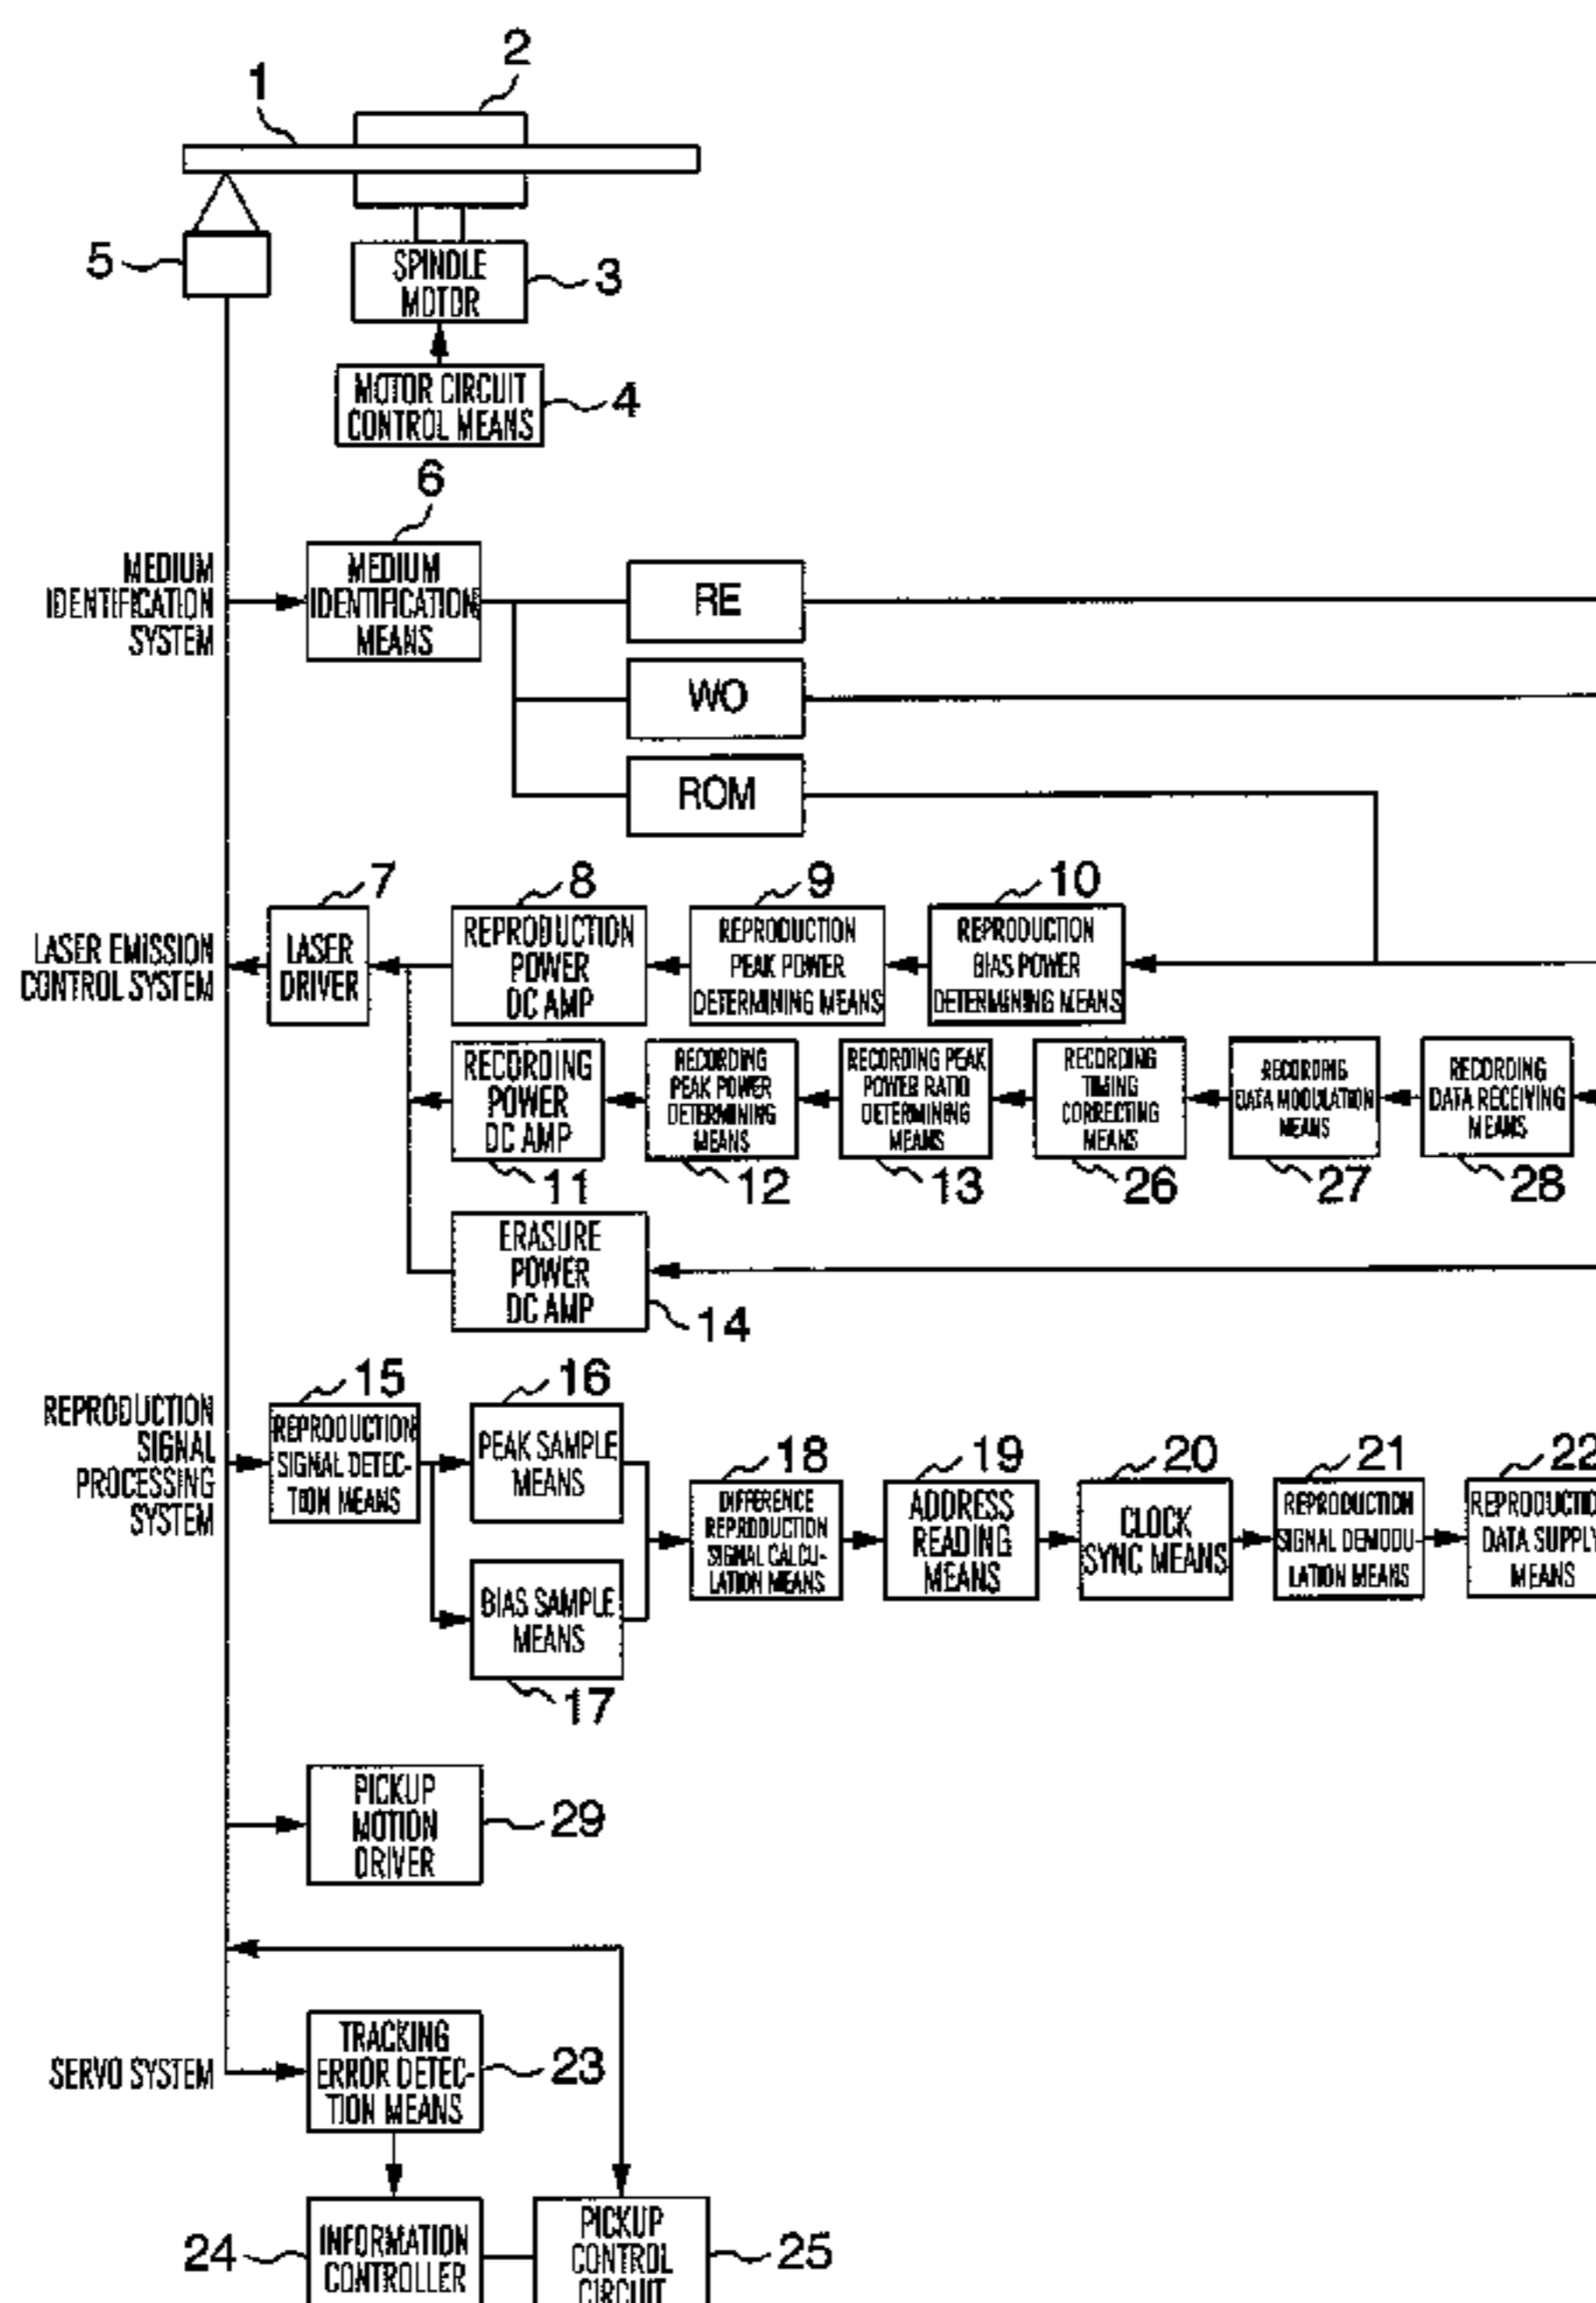 2
1
5
SPINDLE
MOTOR
3
MOTOR CIRCUIT
CONTROL MEANS
4
6
MEDIUM
IDENTIFICATION
SYSTEM
MEDIUM
IDENTIFICATION
MEANS
RE
WO
ROM
7
8
9
10
LASER EMISSION
CONTROL SYSTEM
LASER
DRIVER
REPRODUCTION
POWER
DC AMP
REPRODUCTION
PEAK POWER
DETERMINING MEANS
REPRODUCTION
BIAS POWER
DETERMINING MEANS
RECORDING
POWER
DC AMP
RECORDING
PEAK POWER
DETERMINING
MEANS
RECORDING PEAK
POWER RATIO
DETERMINING
MEANS
RECORDING
TIMING
CORRECTING
MEANS
RECORDING
DATA MODULATION
MEANS
RECORDING
DATA RECEIVING
MEANS
11
12
13
26
27
28
ERASURE
POWER
DC AMP
14
15
16
REPRODUCTION
SIGNAL
PROCESSING
SYSTEM
REPRODUCTION
SIGNAL DETEC-
TION MEANS
PEAK SAMPLE
MEANS
BIAS SAMPLE
MEANS
17
18
19
20
21
22
DIFFERENCE
REPRODUCTION
SIGNAL CALCU-
LATION MEANS
ADDRESS
READING
MEANS
CLOCK
SYNC MEANS
REPRODUCTION
SIGNAL DEMODU-
LATION MEANS
REPRODUCTIO
DATA SUPPLY
MEANS
PICKUP
MOTION
DRIVER
29
SERVO SYSTEM
TRACKING
ERROR DETEC-
TION MEANS
23
24
INFORMATION
CONTROLLER
PICKUP
CONTROL
CIRCUIT
25